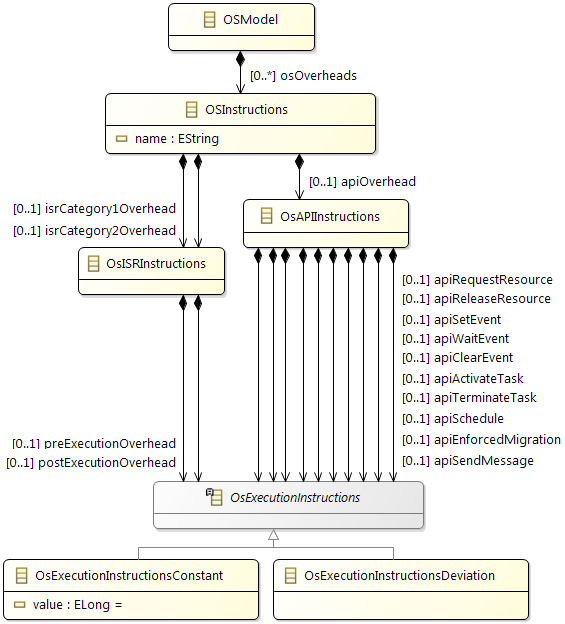 OSModel
[0..*] osOverheads
OSInstructions
name : EString
[0..1] apiOverhead
[0..1] isrCategory1Overhead
[0..1] isrCategory2Overhead
OsAPIInstructions
OsISRInstructions
[0..1] apiRequestResource
[0..1] apiReleaseResource
[0..1] apiSetEvent
[0..1] apiWaitEvent
[0..1] apiClearEvent
[0..1] apiActivateTask
[0..1] apiTerminateTask
[0..1] apiSchedule
[0..1] apiEnforcedMigration
[0..1] apiSendMessage
[0..1] preExecutionOverhead
[0..1] postExecutionOverhead
OsExecutionInstructions
OsExecutionInstructionsConstant
value : ELong =
OsExecutionInstructionsDeviation